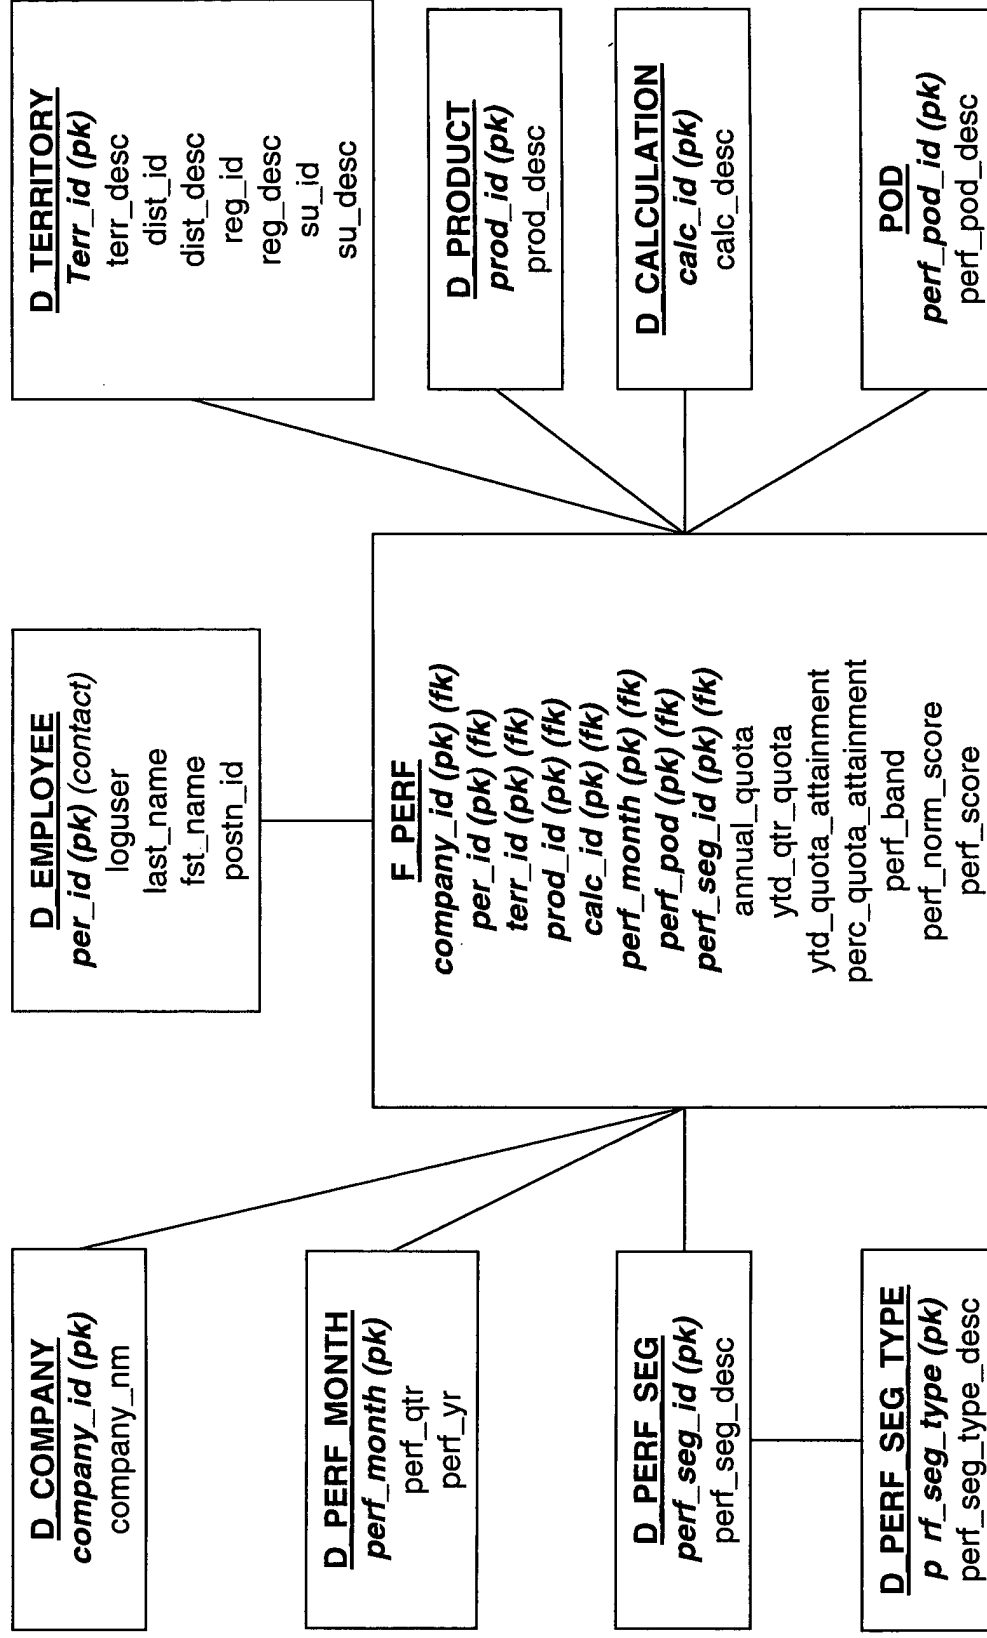 D_COMPANY
company_id (pk)
company_nm
D_PERF_MONTH
perf_month (pk)
perf_qtr
perf_yr
D_PERF_SEG
perf_seg_id (pk)
perf_seg_desc
D_PERF_SEG_TYPE
p rf_seg_type (pk)
perf_seg_type_desc
D_EMPLOYEE
per_id (pk) (contact)
loguser
last_name
fst_name
postn_id
F_PERF
company_id (pk) (fk)
per_id (pk) (fk)
terr_id (pk) (fk)
prod_id (pk) (fk)
calc_id (pk) (fk)
perf_month (pk) (fk)
perf_pod (pk) (fk)
perf_seg_id (pk) (fk)
annual_quota
ytd_qtr_quota
ytd_quota_attainment
perc_quota_attainment
perf_band
perf_norm_score
perf_score
D_TERRITORY
Terr_id (pk)
terr_desc
dist_id
dist_desc
reg_id
reg_desc
su_id
su_desc
D_PRODUCT
prod_id (pk)
prod_desc
D_CALCULATION
calc_id (pk)
calc_desc
POD
perf_pod_id (pk)
perf_pod_desc